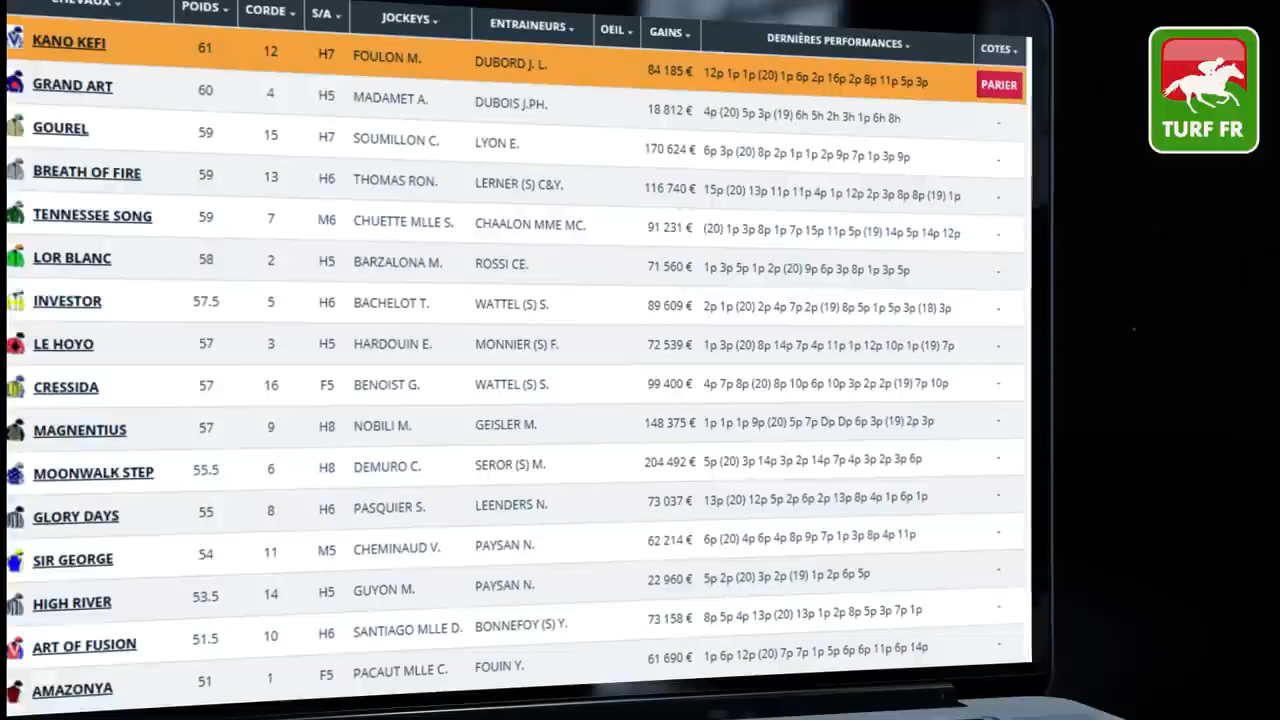 CHEVAUX POIDS CORDE S/A JOCKEYS ENTRAINEURS OEIL GAINS DERNIÈRES PERFORMANCES COTES
KANO KEFI 61 12 H7 FOULON M. DUBORD J. L. 84 185 € 12p 1p 1p (20) 1p 6p 2p 16p 2p 8p 11p 5p 3p PARIER
GRAND ART 60 4 H5 MADAMET A. DUBOIS J.PH. 18 812 € 4p (20) 5p 3p (19) 6h 5h 2h 3h 1p 6h 8h -
GOUREL 59 15 H7 SOUMILLON C. LYON E. 170 624 € 6p 3p (20) 8p 2p 1p 1p 2p 9p 7p 1p 3p 9p -
BREATH OF FIRE 59 13 H6 THOMAS RON. LERNER (S) C&Y. 116 740 € 15p (20) 13p 11p 11p 4p 1p 12p 2p 3p 8p 8p (19) 1p -
TENNESSEE SONG 59 7 M6 CHUETTE MLLE S. CHAALON MME MC. 91 231 € (20) 1p 3p 8p 1p 7p 15p 11p 5p (19) 14p 5p 14p 12p -
LOR BLANC 58 2 H5 BARZALONA M. ROSSI CE. 71 560 € 1p 3p 5p 1p 2p (20) 9p 6p 3p 8p 1p 3p 5p -
INVESTOR 57.5 5 H6 BACHELOT T. WATTEL (S) S. 89 609 € 2p 1p (20) 2p 4p 7p 2p (19) 8p 5p 1p 5p 3p (18) 3p -
LE HOYO 57 3 H5 HARDOUIN E. MONNIER (S) F. 72 539 € 1p 3p (20) 8p 14p 7p 4p 11p 1p 12p 10p 1p (19) 7p -
CRESSIDA 57 16 F5 BENOIST G. WATTEL (S) S. 99 400 € 4p 7p 8p (20) 8p 10p 6p 10p 3p 2p 2p (19) 7p 10p -
MAGNENTIUS 57 9 H8 NOBILI M. GEISLER M. 148 375 € 1p 1p 1p 9p (20) 5p 7p Dp Dp 6p 3p (19) 2p 3p -
MOONWALK STEP 55.5 6 H8 DEMURO C. SEROR (S) M. 204 492 € 5p (20) 3p 14p 3p 2p 14p 7p 4p 3p 2p 3p 6p -
GLORY DAYS 55 8 H6 PASQUIER S. LEENDERS N. 73 037 € 13p (20) 12p 5p 2p 6p 2p 13p 8p 4p 1p 6p 1p -
SIR GEORGE 54 11 M5 CHEMINAUD V. PAYSAN N. 62 214 € 6p (20) 4p 6p 4p 8p 9p 7p 1p 3p 8p 4p 11p -
HIGH RIVER 53.5 14 H5 GUYON M. PAYSAN N. 22 960 € 5p 2p (20) 3p 2p (19) 1p 2p 6p 5p -
ART OF FUSION 51.5 10 H6 SANTIAGO MLLE D. BONNEFOY (S) Y. 73 158 € 8p 5p 4p 13p (20) 13p 1p 2p 8p 5p 3p 7p 1p -
AMAZONYA 51 1 F5 PACAUT MLLE C. FOUIN Y. 61 690 € 1p 6p 12p (20) 7p 7p 1p 5p 6p 6p 11p 6p 14p -
TURF FR